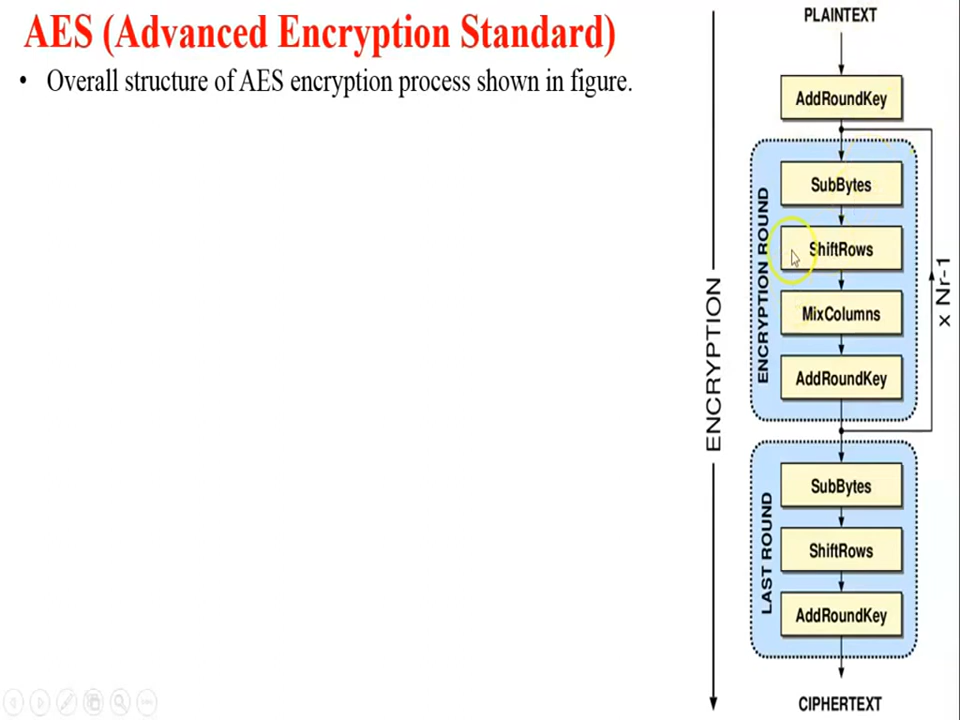 AES (Advanced Encryption Standard)
• Overall structure of AES encryption process shown in figure.
PLAINTEXT
AddRoundKey
ENCRYPTION
ENCRYPTION ROUND
SubBytes
ShiftRows
MixColumns
AddRoundKey
x Nr-1
LAST ROUND
SubBytes
ShiftRows
AddRoundKey
CIPHERTEXT